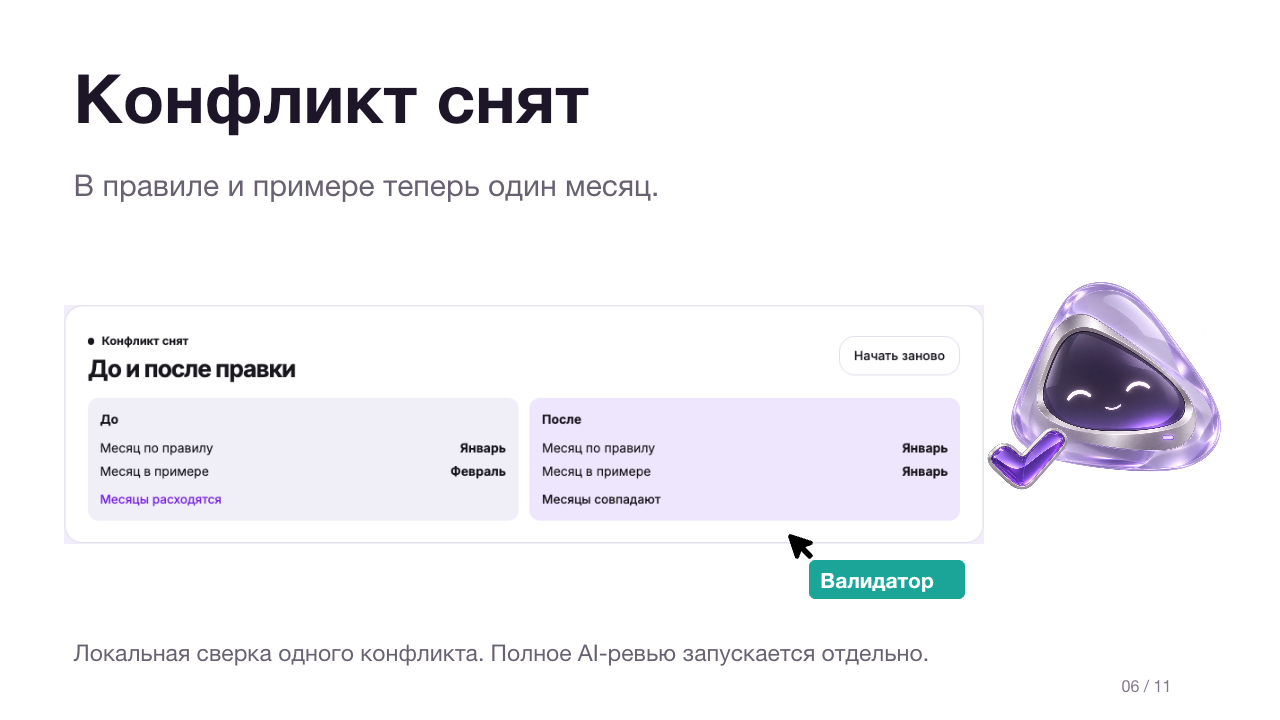 Конфликт снят
В правиле и примере теперь один месяц.
Конфликт снят
До и после правки
Начать заново
До
Месяц по правилу Январь
Месяц в примере Февраль
Месяцы расходятся
После
Месяц по правилу Январь
Месяц в примере Январь
Месяцы совпадают
Валидатор
Локальная сверка одного конфликта. Полное AI-ревью запускается отдельно.
06 / 11